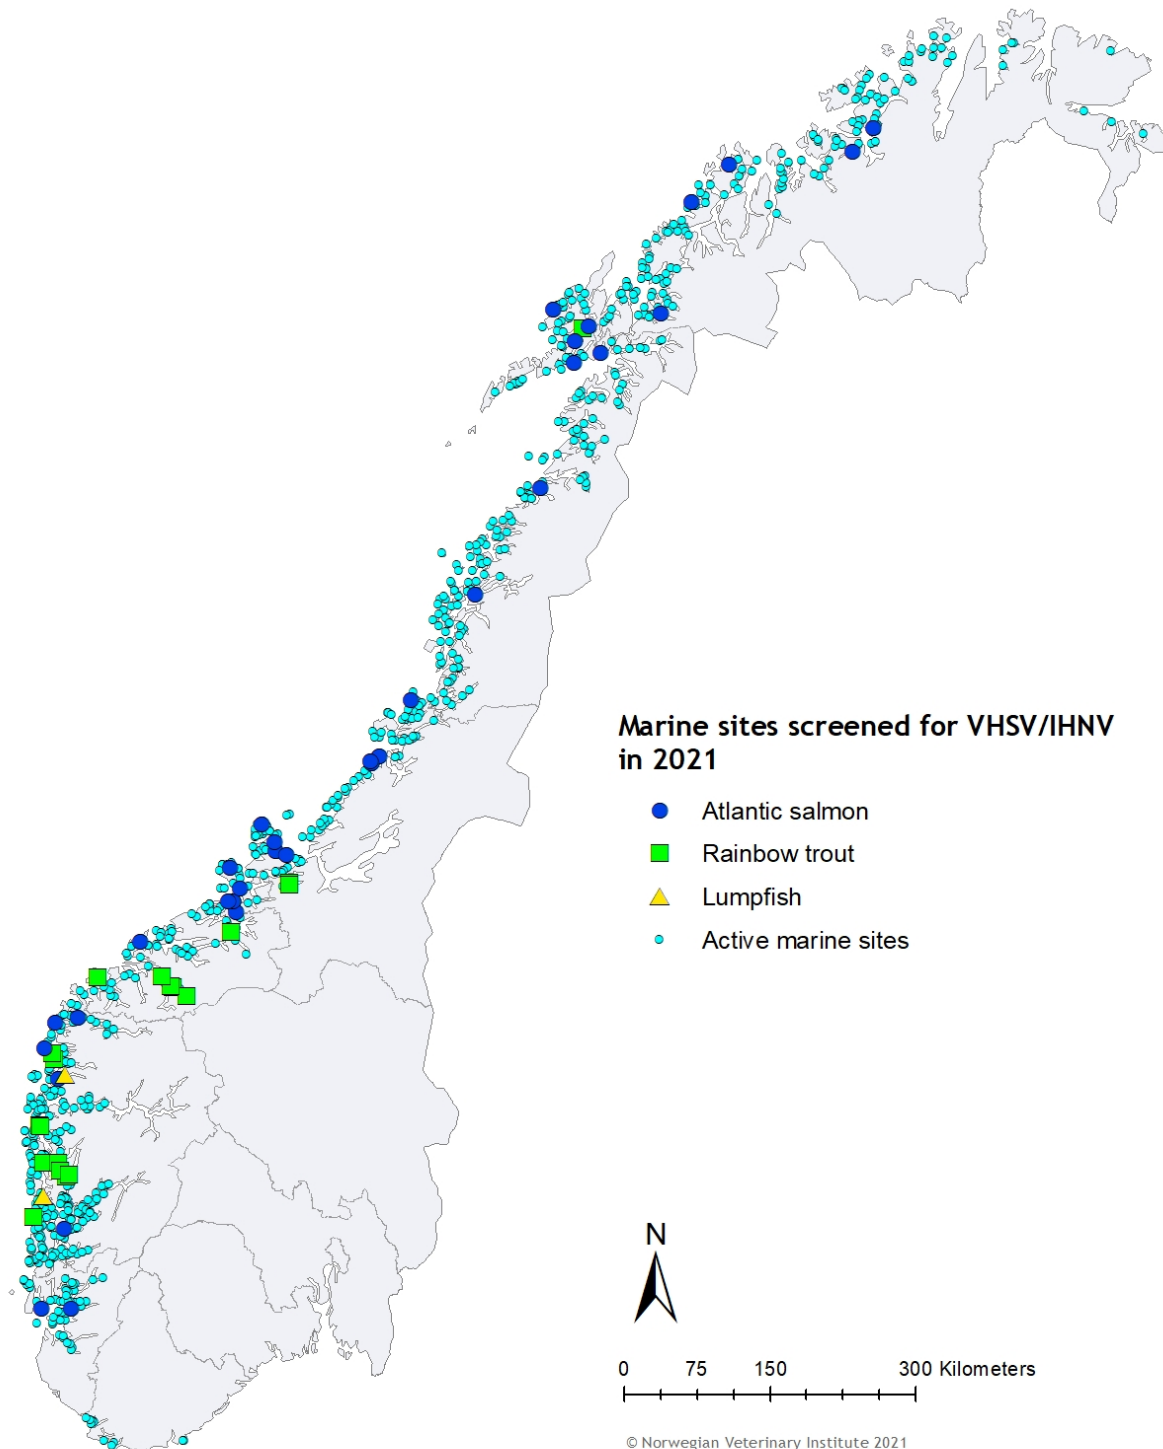 Marine sites screened for VHSV/IHNV
in 2021
Atlantic salmon
Rainbow trout
Lumpfish
Active marine sites
N
0 75 150 300 Kilometers
© Norwegian Veterinary Institute 2021